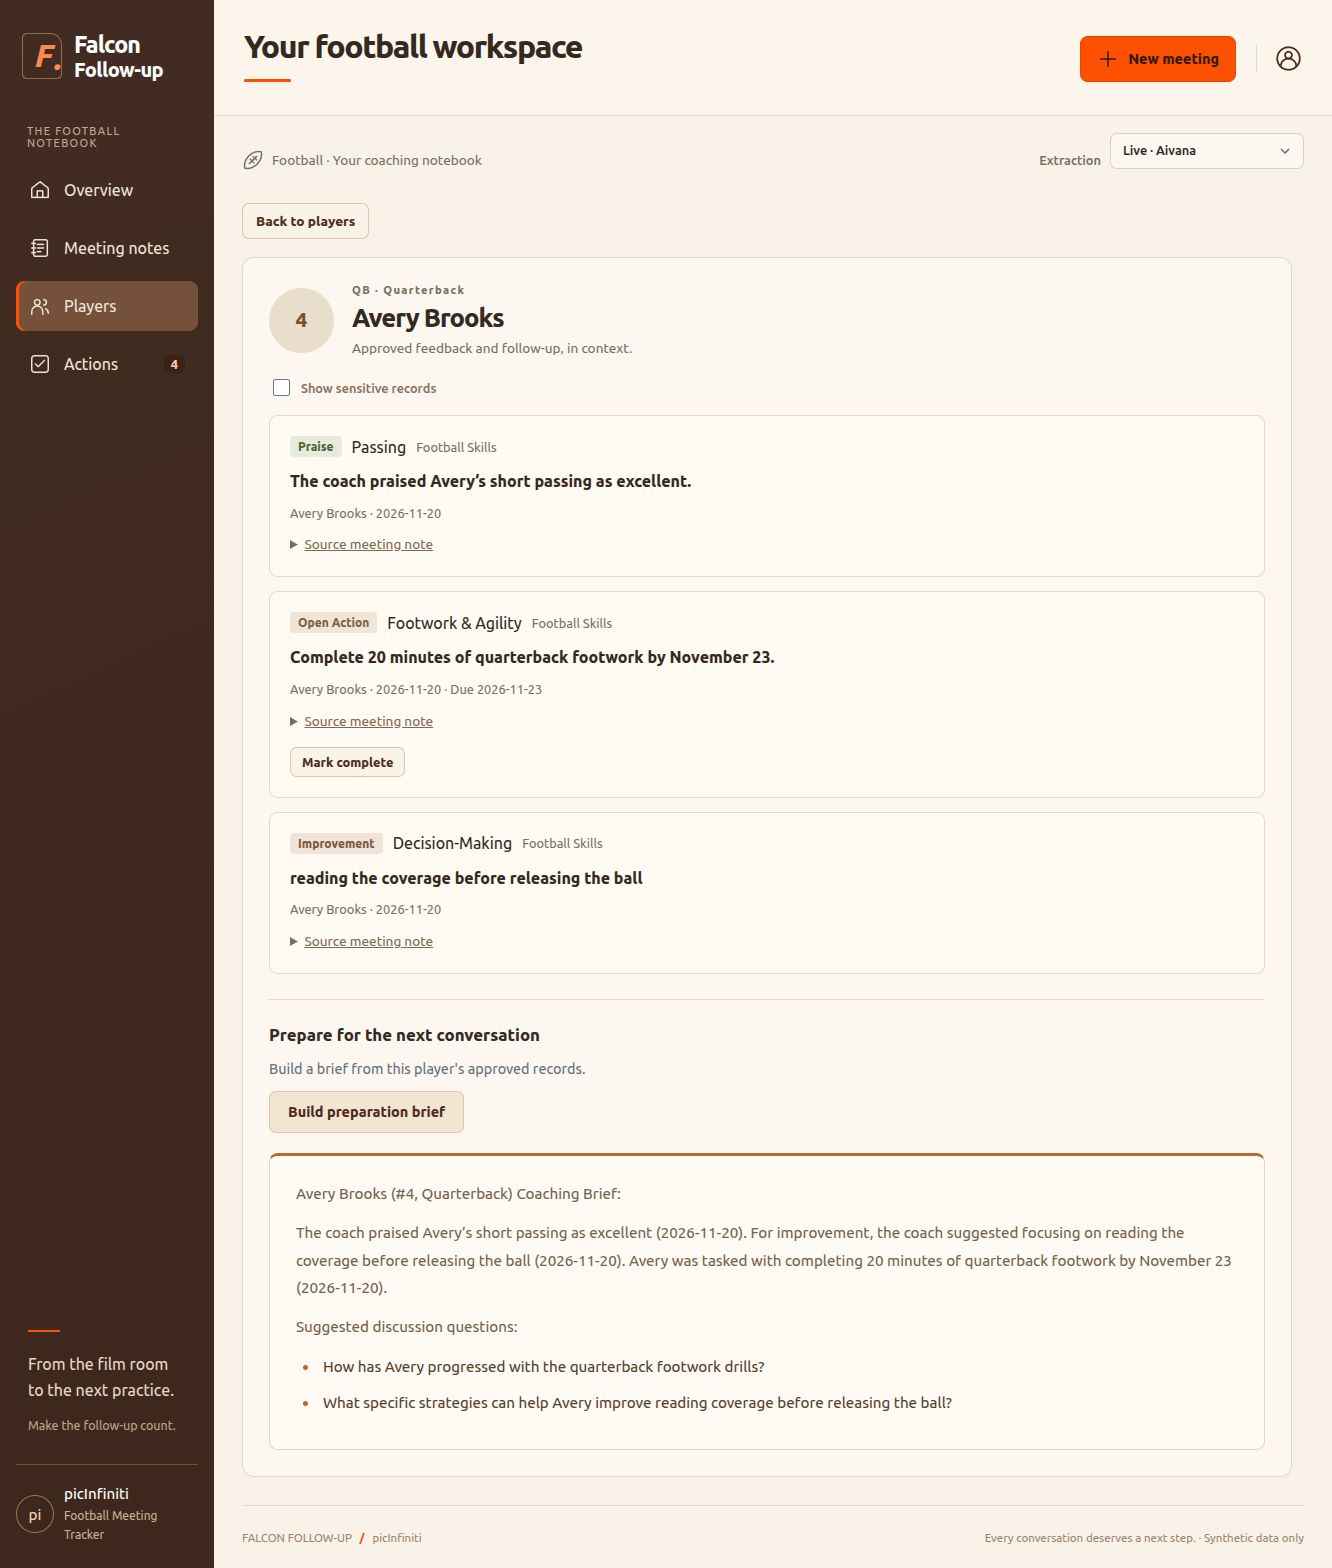 F.
Falcon
Follow-up
THE FOOTBALL
NOTEBOOK
Overview
Meeting notes
Players
Actions 4
From the film room
to the next practice.
Make the follow-up count.
pi
picInfiniti
Football Meeting
Tracker
Your football workspace
New meeting
Football · Your coaching notebook
Extraction
Live · Aivana
Back to players
4
QB · Quarterback
Avery Brooks
Approved feedback and follow-up, in context.
Show sensitive records
Praise Passing Football Skills
The coach praised Avery’s short passing as excellent.
Avery Brooks · 2026-11-20
Source meeting note
Open Action Footwork & Agility Football Skills
Complete 20 minutes of quarterback footwork by November 23.
Avery Brooks · 2026-11-20 · Due 2026-11-23
Source meeting note
Mark complete
Improvement Decision-Making Football Skills
reading the coverage before releasing the ball
Avery Brooks · 2026-11-20
Source meeting note
Prepare for the next conversation
Build a brief from this player's approved records.
Build preparation brief
Avery Brooks (#4, Quarterback) Coaching Brief:
The coach praised Avery’s short passing as excellent (2026-11-20). For improvement, the coach suggested focusing on reading the
coverage before releasing the ball (2026-11-20). Avery was tasked with completing 20 minutes of quarterback footwork by November 23
(2026-11-20).
Suggested discussion questions:
How has Avery progressed with the quarterback footwork drills?
What specific strategies can help Avery improve reading coverage before releasing the ball?
FALCON FOLLOW-UP / picInfiniti
Every conversation deserves a next step. · Synthetic data only